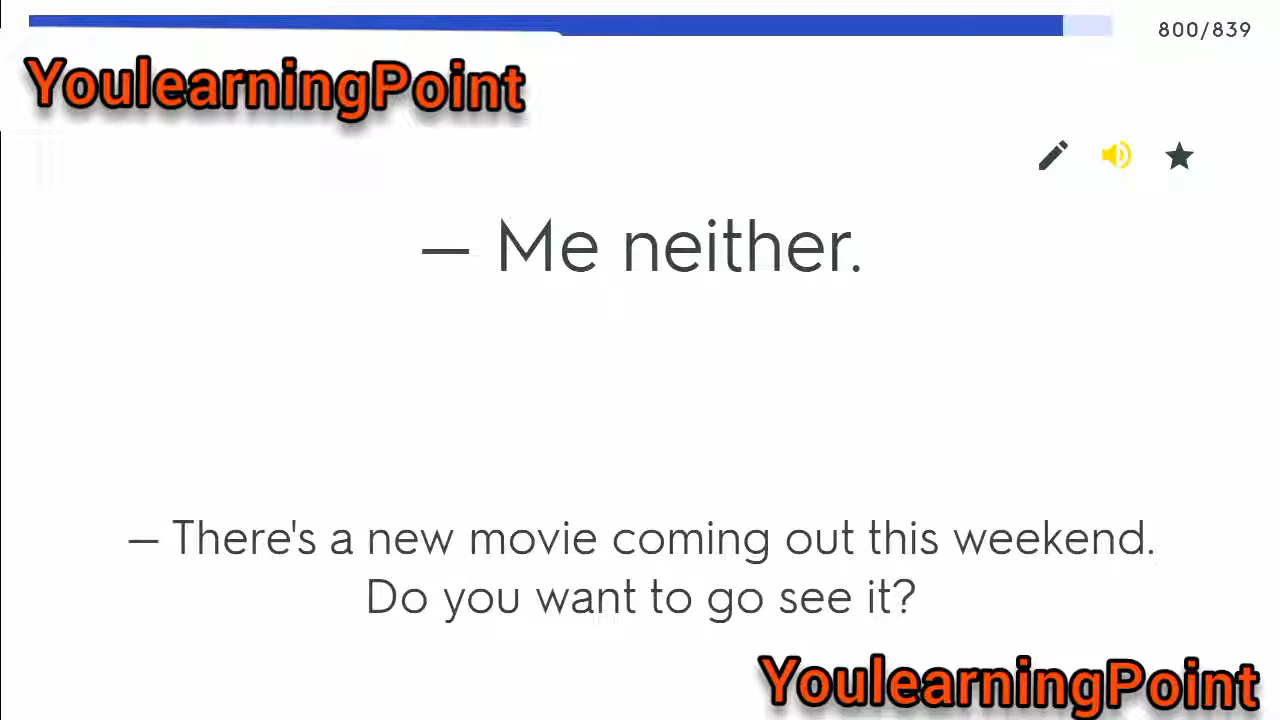 800/839
YoulearningPoint
— Me neither.
— There's a new movie coming out this weekend.
Do you want to go see it?
YoulearningPoint